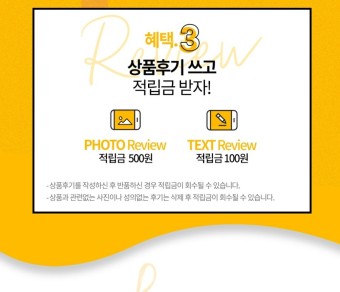 Review
혜택.3
상품후기 쓰고
적립금 받자!
PHOTO Review
적립금 500원
TEXT Review
적립금 100원
- 상품후기를 작성하신 후 반품하신 경우 적립금이 회수될 수 있습니다.
- 상품과 관련없는 사진이나 성의없는 후기는 삭제 후 적립금이 회수될 수 있습니다.